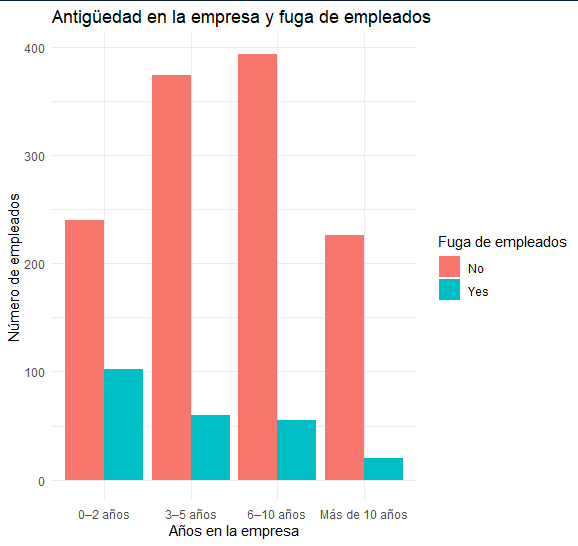 Antigüedad en la empresa y fuga de empleados
400
300
200
100
0
Número de empleados
0–2 años
3–5 años
6–10 años
Más de 10 años
Años en la empresa
Fuga de empleados
No
Yes